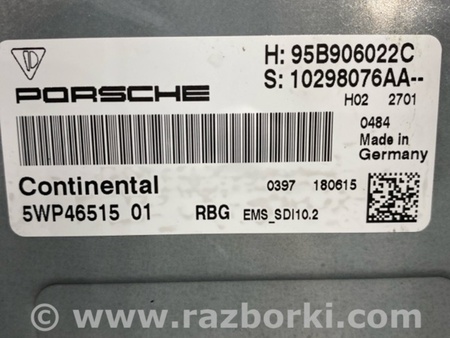 H: 95B906022C
PORSCHE
S: 10298076AA--
H02 2701
0484
Made in
Germany
Continental
0397 180615
5WP46515 01 RBG EMS_SDI10.2
© www.razborki.com